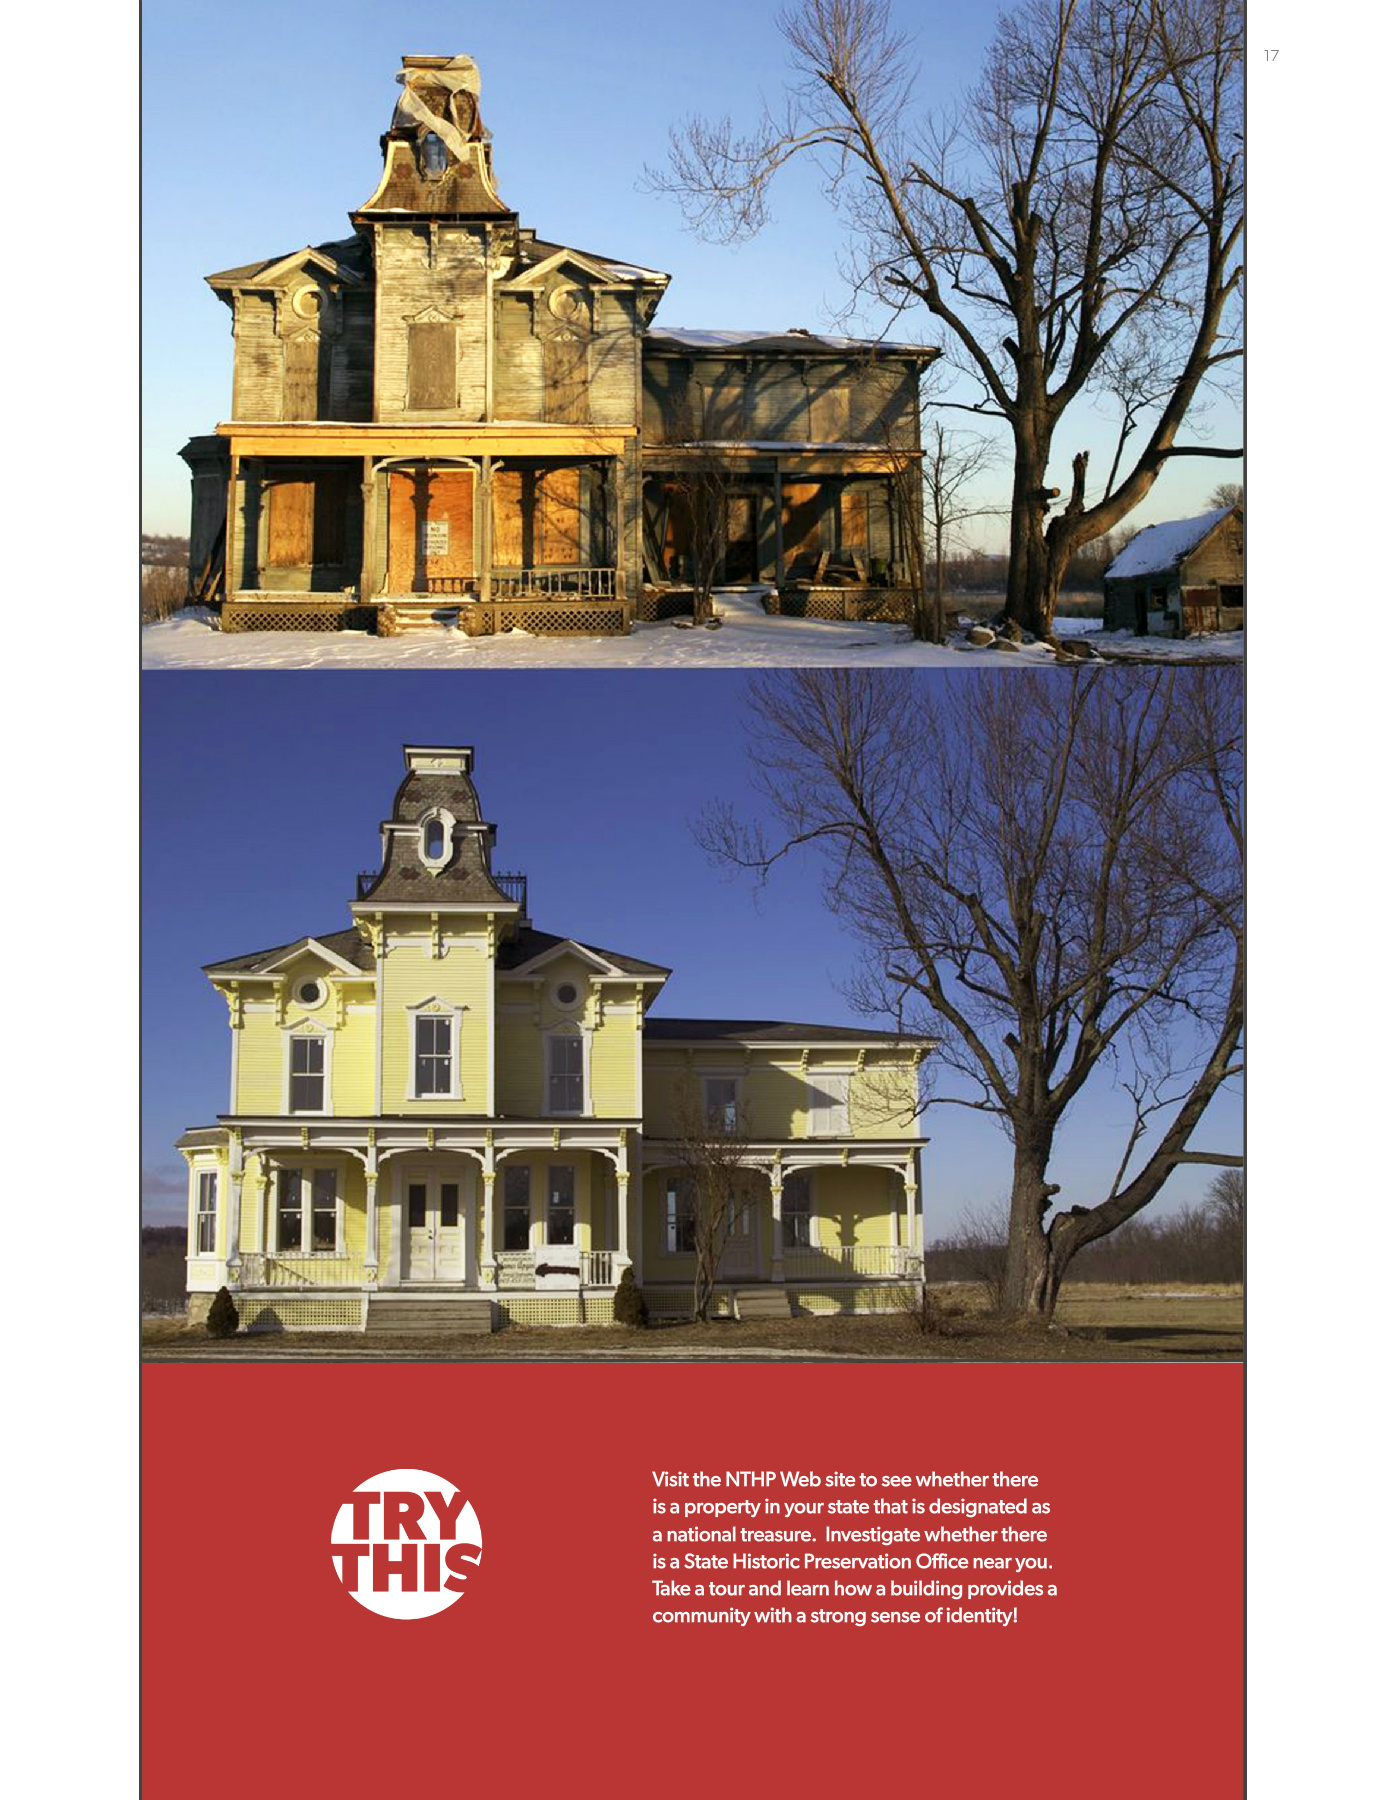 17
NO
TRY
THIS
Visit the NTHP Web site to see whether there
is a property in your state that is designated as
a national treasure.  Investigate whether there
is a State Historic Preservation Office near you.
Take a tour and learn how a building provides a
community with a strong sense of identity!